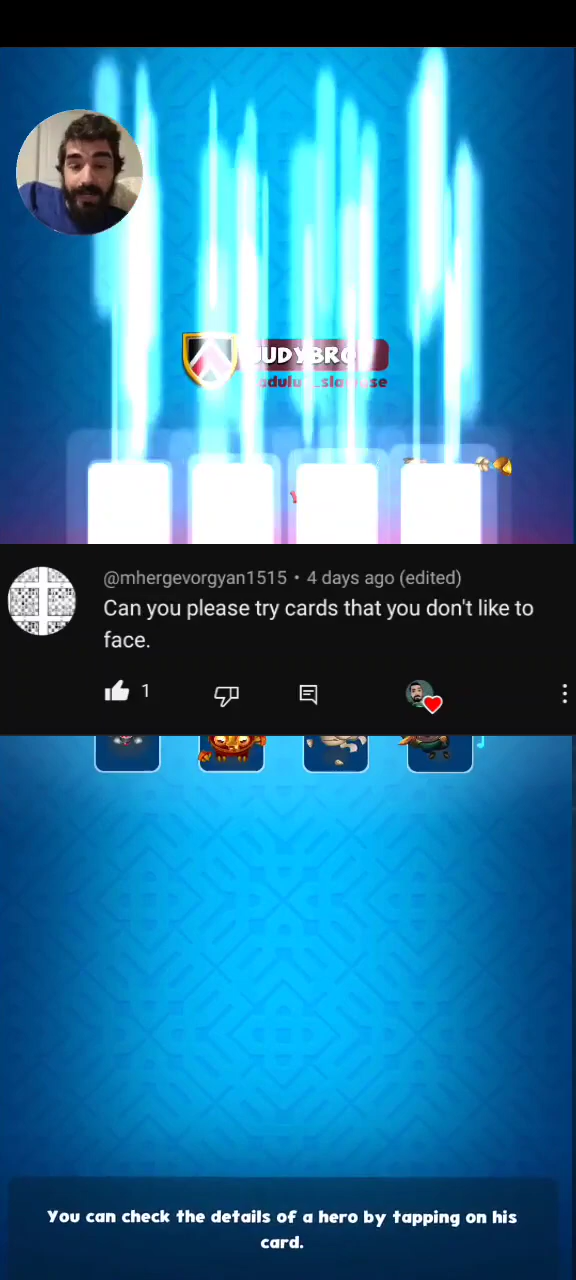 JUDYBRO
@mhergevorgyan1515 • 4 days ago (edited)
Can you please try cards that you don't like to
face.
1
You can check the details of a hero by tapping on his
card.